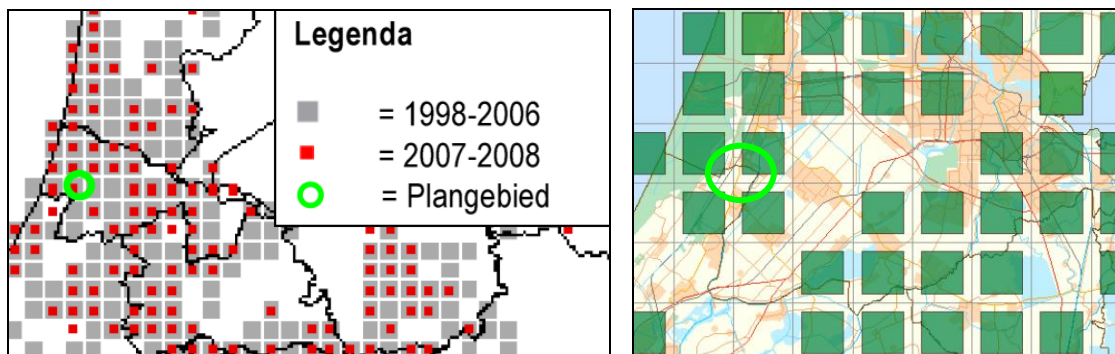 Legenda
= 1998-2006
= 2007-2008
= Plangebied